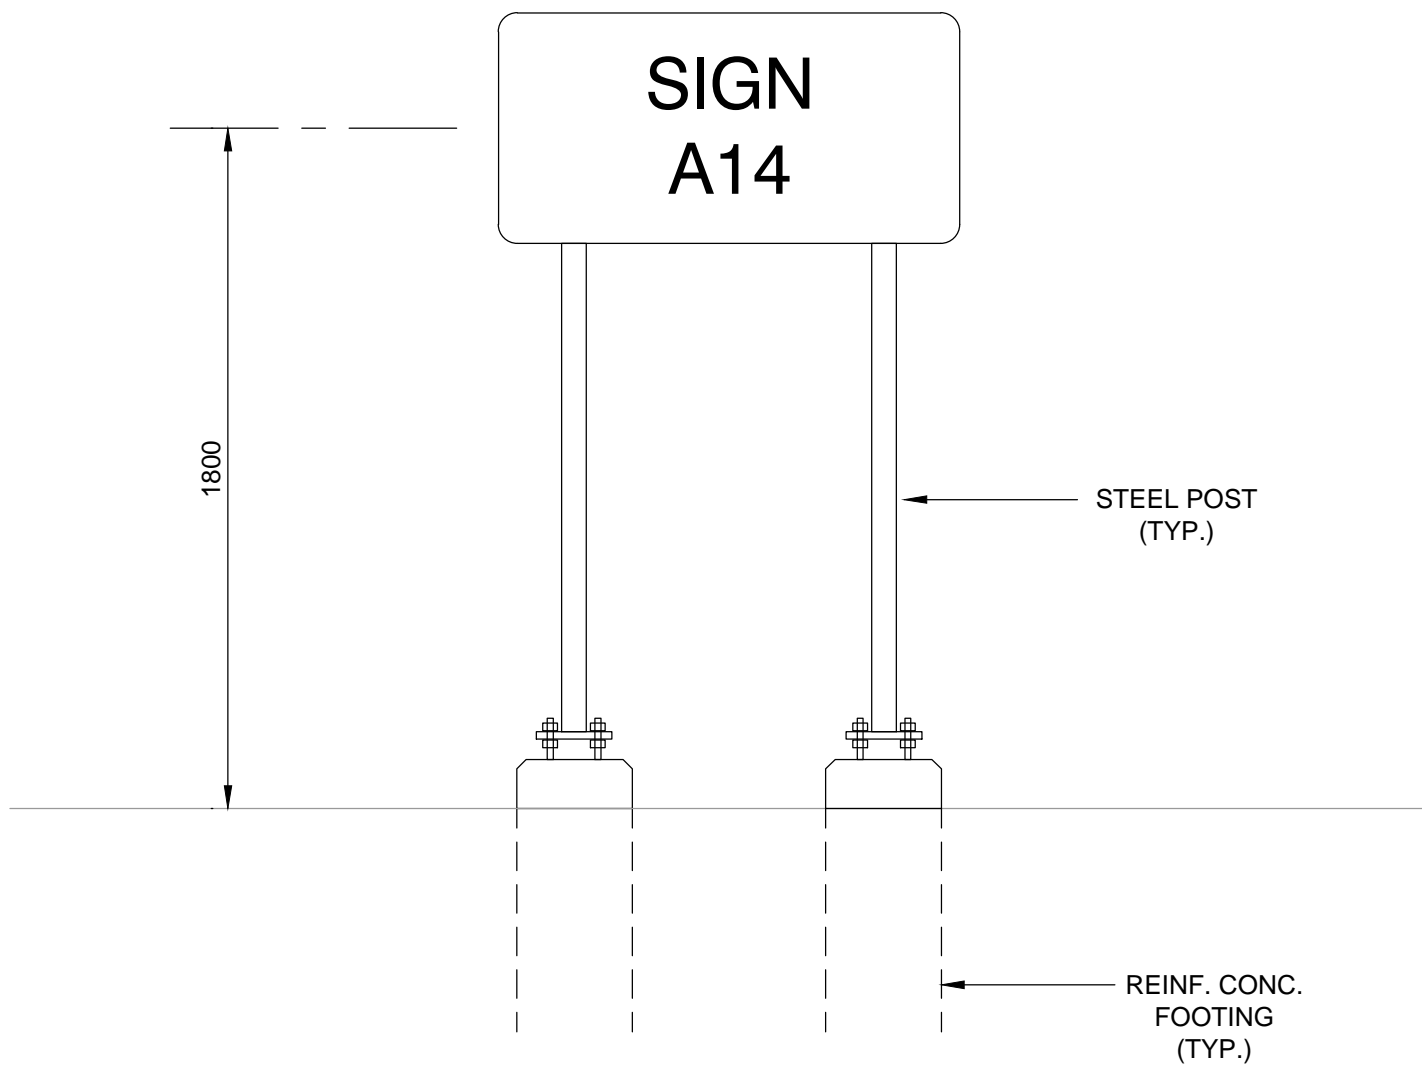 SIGN
A14
1800
STEEL POST
(TYP.)
REINF. CONC.
FOOTING
(TYP.)